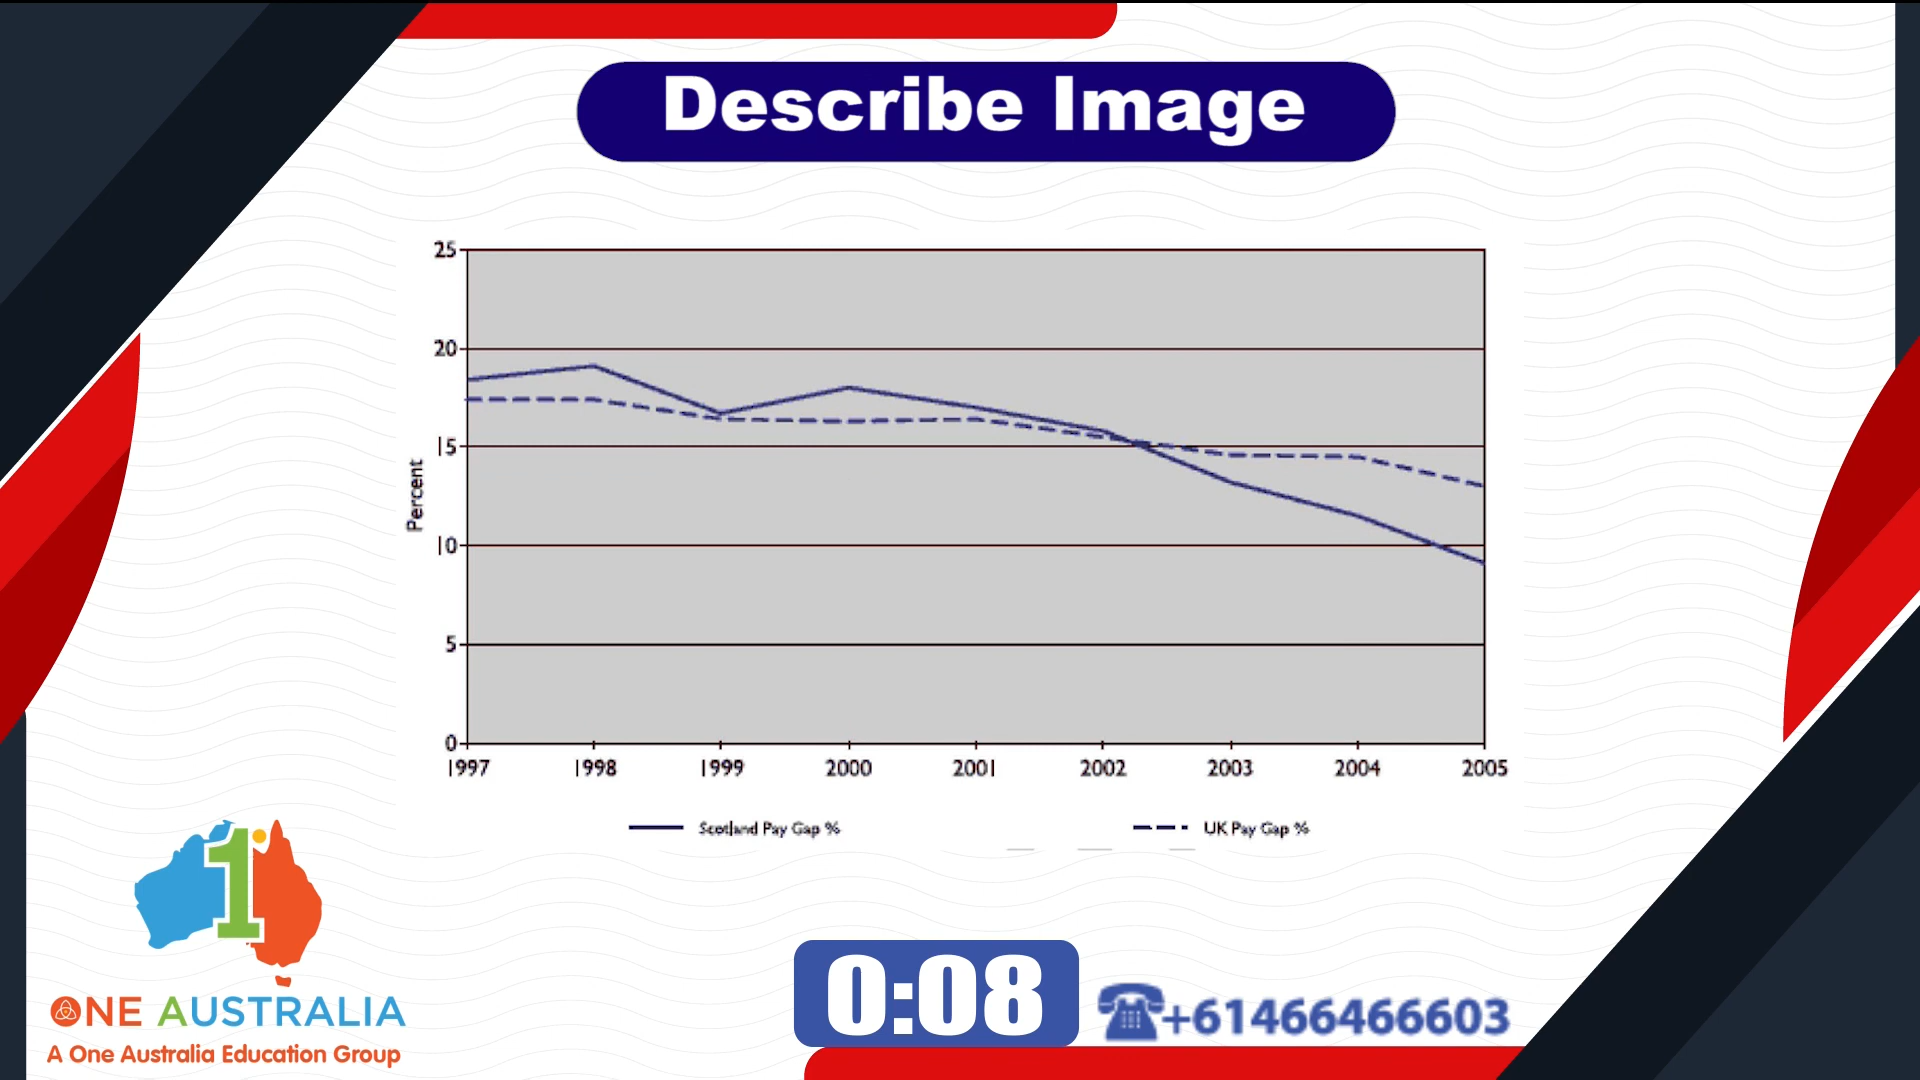 Describe Image
25
20
15
10
5
0
Percent
1997 1998 1999 2000 2001 2002 2003 2004 2005
Scotland Pay Gap % UK Pay Gap %
1
ONE AUSTRALIA
A One Australia Education Group
0:08
+61466466603